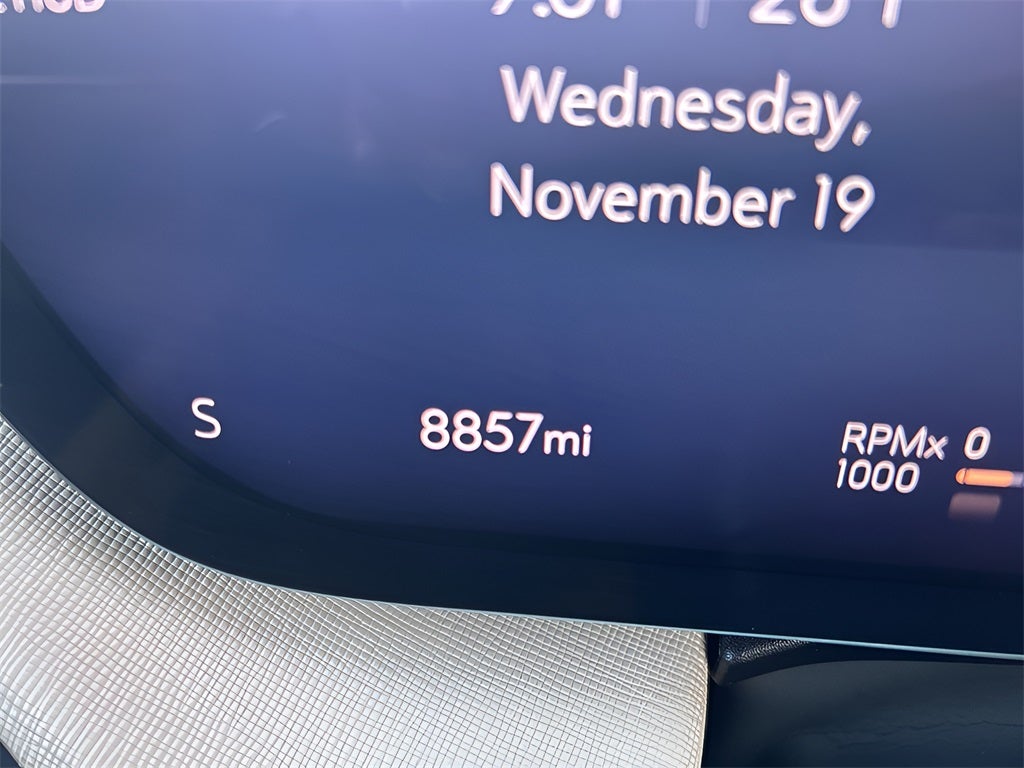 Wednesday,
November 19
S
8857mi
RPMx 0
1000